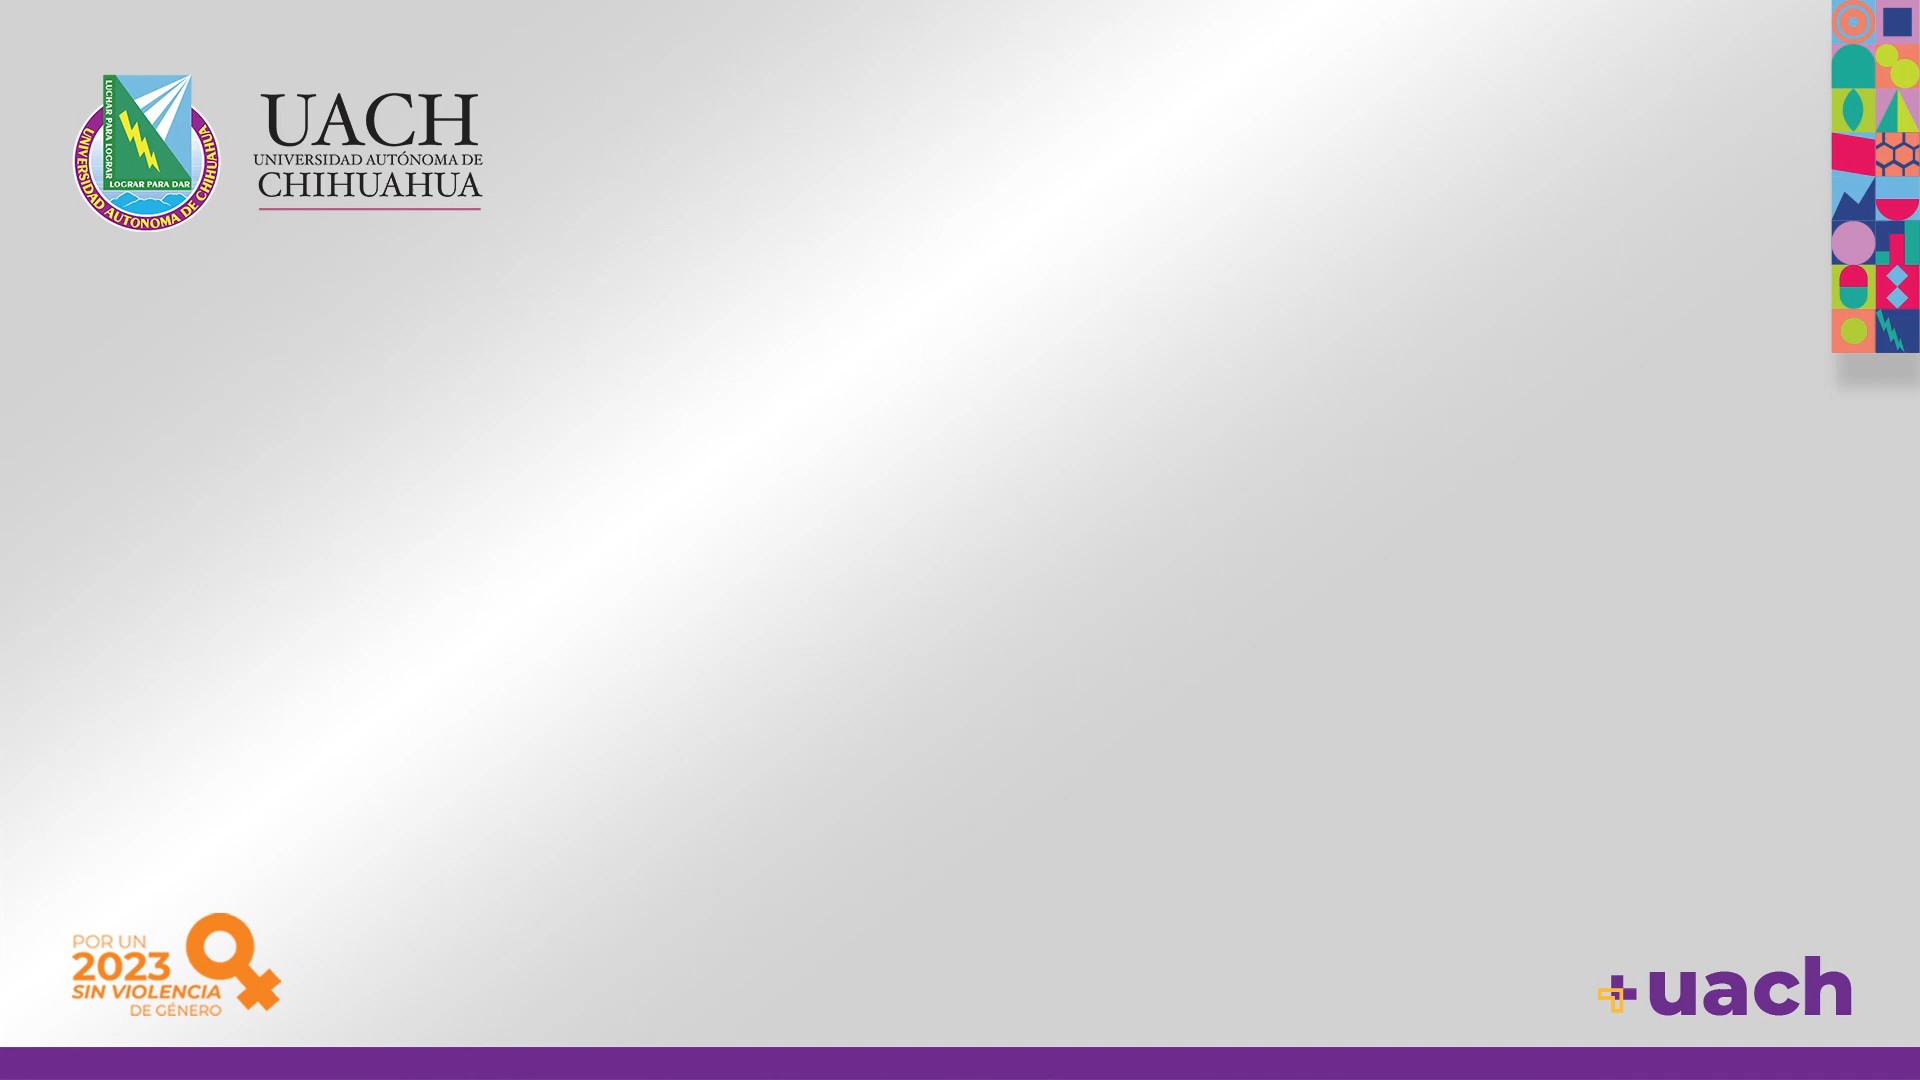 LUCHAR PARA LOGRAR
LOGRAR PARA DAR
UNIVERSIDAD AUTONOMA DE CHIHUAHUA
UACH
UNIVERSIDAD AUTÓNOMA DE
CHIHUAHUA
POR UN
2023
SIN VIOLENCIA
DE GÉNERO
uach